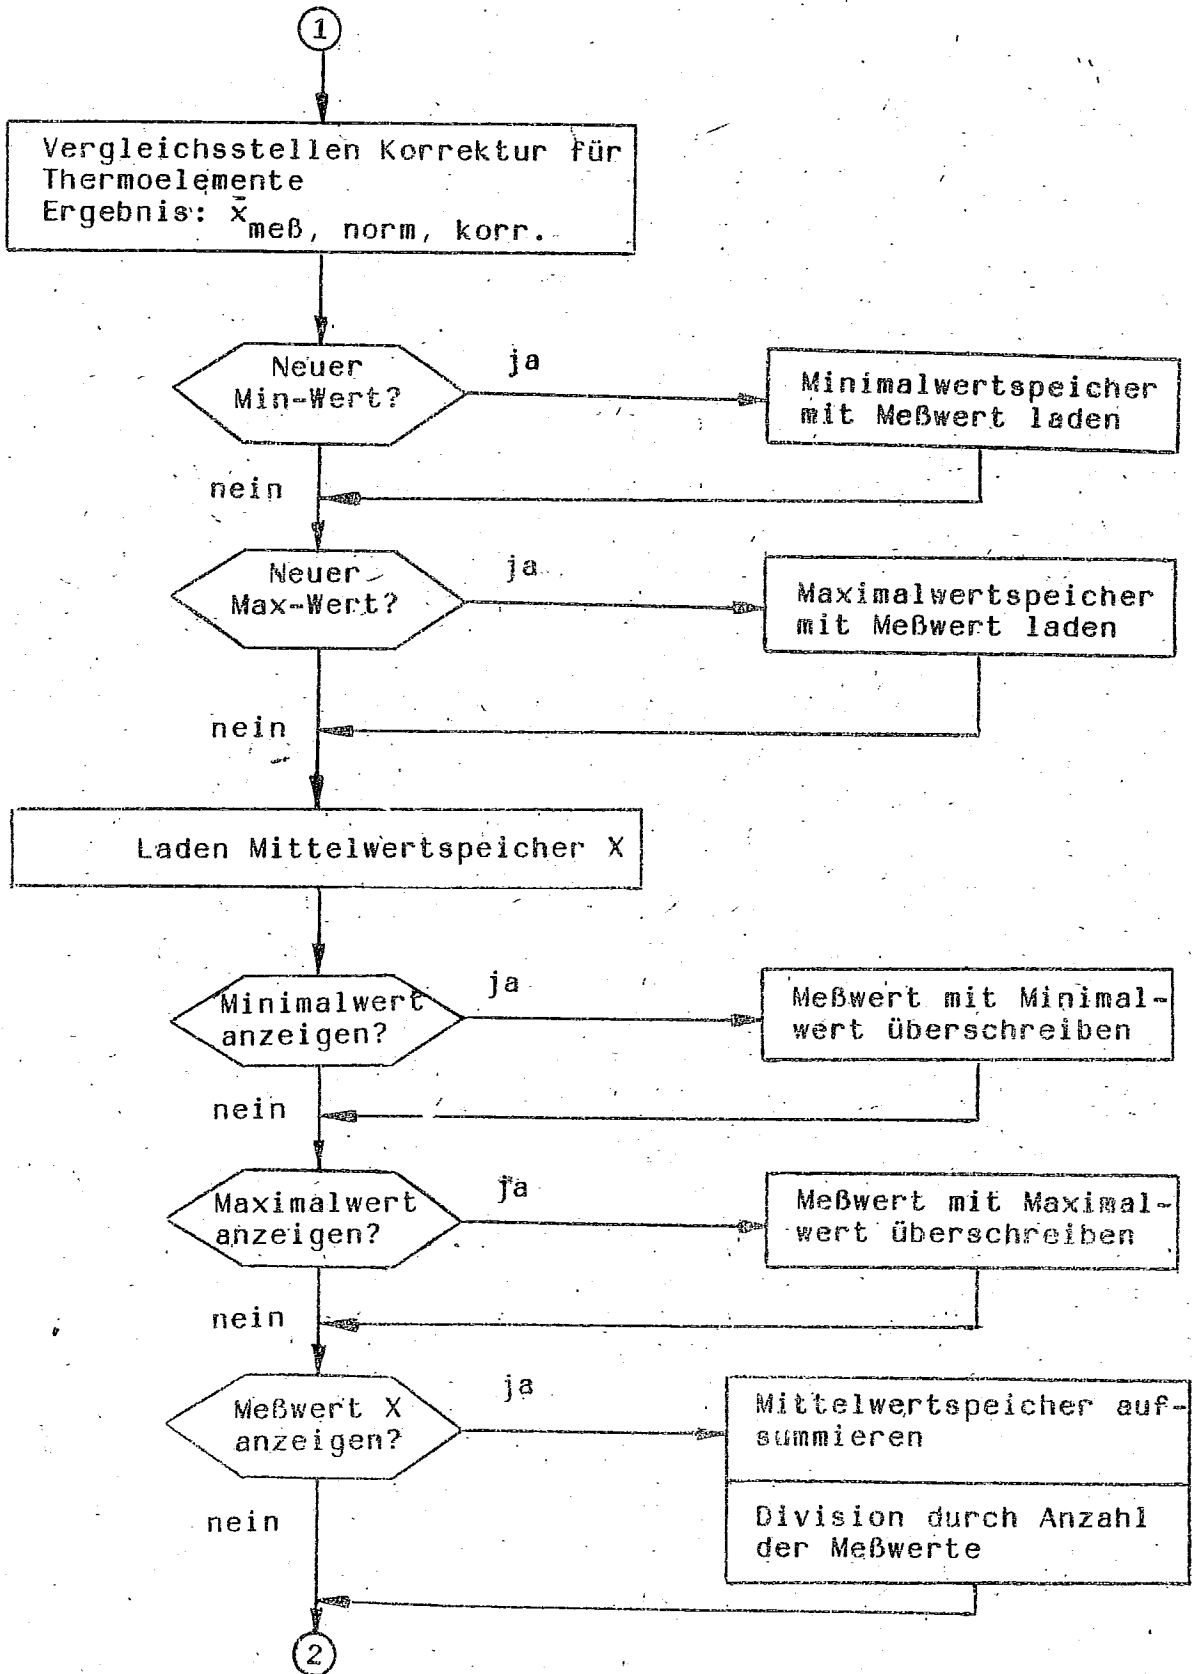 1
Vergleichsstellen Korrektur für
Thermoelemente
Ergebnis: x̄
meß, norm, korr.
Neuer
Min-Wert?
ja
Minimalwertspeicher
mit Meßwert laden
nein
Neuer
Max-Wert?
ja
Maximalwertspeicher
mit Meßwert laden
nein
Laden Mittelwertspeicher X
Minimalwert
anzeigen?
ja
Meßwert mit Minimal-
wert überschreiben
nein
Maximalwert
anzeigen?
ja
Meßwert mit Maximal-
wert überschreiben
nein
Meßwert X
anzeigen?
ja
Mittelwertspeicher auf-
summieren
Division durch Anzahl
der Meßwerte
nein
2